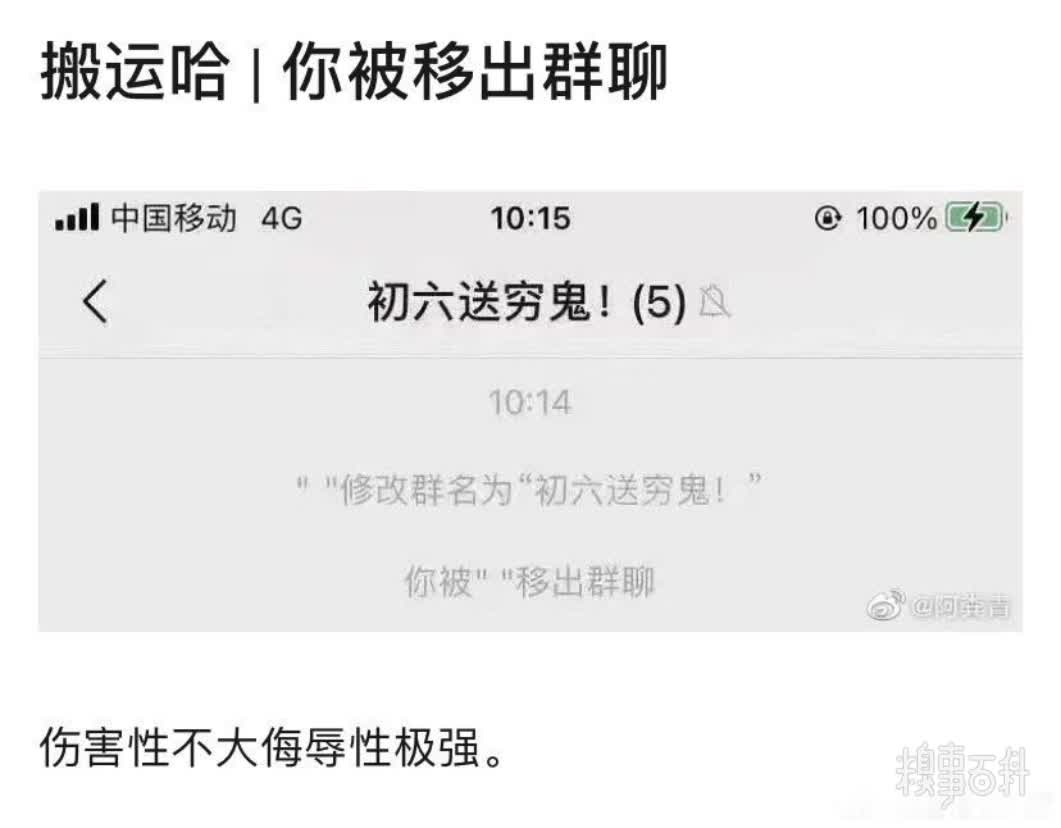 搬运哈 | 你被移出群聊
中国移动 4G 10:15 100%
初六送穷鬼！(5)
10:14
" "修改群名为“初六送穷鬼！”
你被" "移出群聊
@阿粪青
伤害性不大侮辱性极强。
糗事百科